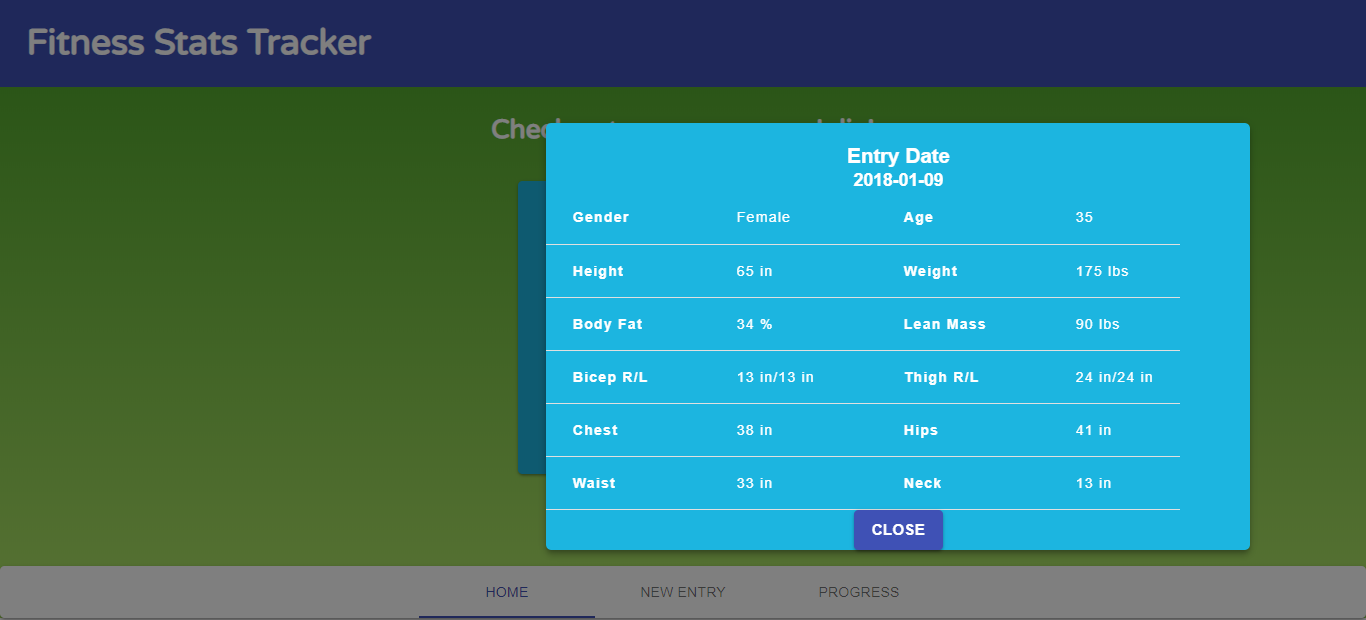 Fitness Stats Tracker
Entry Date
2018-01-09
Gender Female Age 35
Height 65 in Weight 175 lbs
Body Fat 34 % Lean Mass 90 lbs
Bicep R/L 13 in/13 in Thigh R/L 24 in/24 in
Chest 38 in Hips 41 in
Waist 33 in Neck 13 in
CLOSE
HOME NEW ENTRY PROGRESS